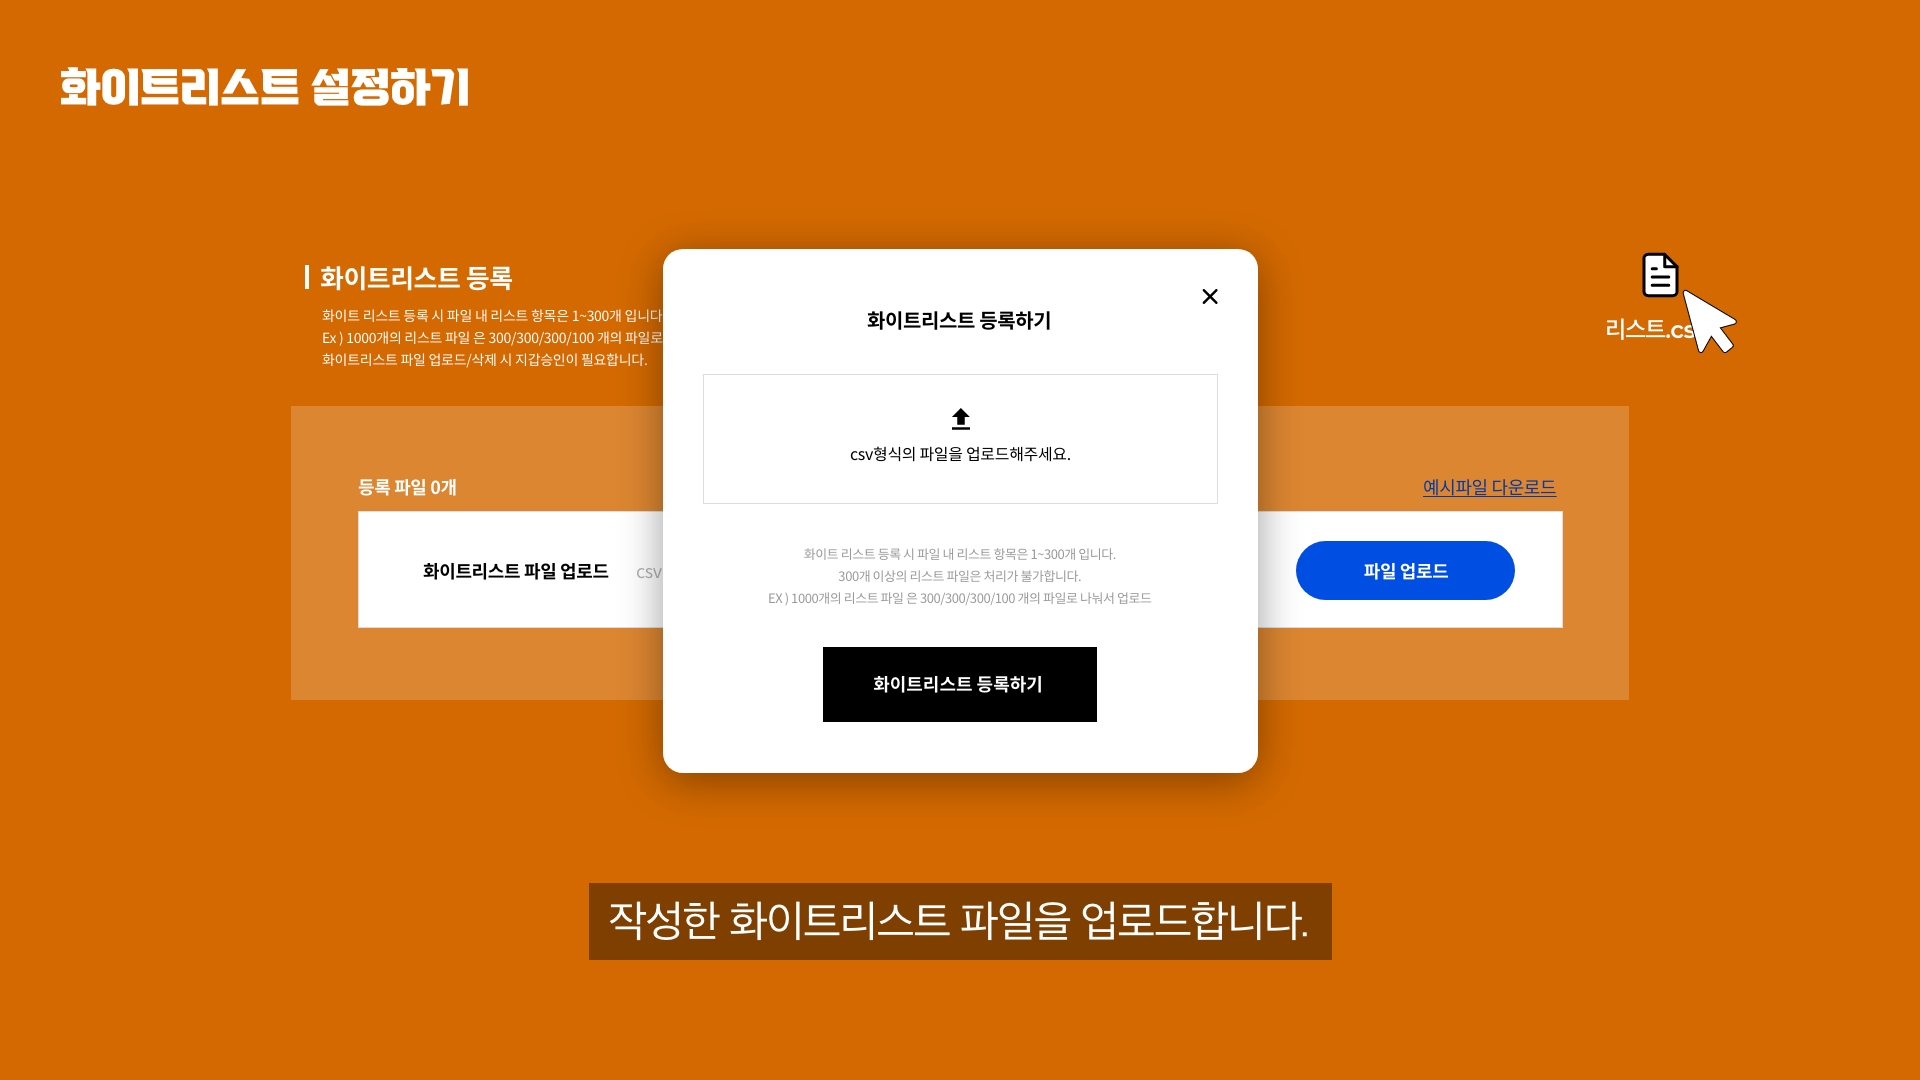 화이트리스트 설정하기
화이트리스트 등록
화이트 리스트 등록 시 파일 내 리스트 항목은 1~300개 입니다
Ex ) 1000개의 리스트 파일 은 300/300/300/100 개의 파일로
화이트리스트 파일 업로드/삭제 시 지갑승인이 필요합니다.
리스트.cs
등록 파일 0개
예시파일 다운로드
화이트리스트 파일 업로드
CSV
파일 업로드
화이트리스트 등록하기
csv형식의 파일을 업로드해주세요.
화이트 리스트 등록 시 파일 내 리스트 항목은 1~300개 입니다.
300개 이상의 리스트 파일은 처리가 불가합니다.
EX ) 1000개의 리스트 파일 은 300/300/300/100 개의 파일로 나눠서 업로드
화이트리스트 등록하기
작성한 화이트리스트 파일을 업로드합니다.